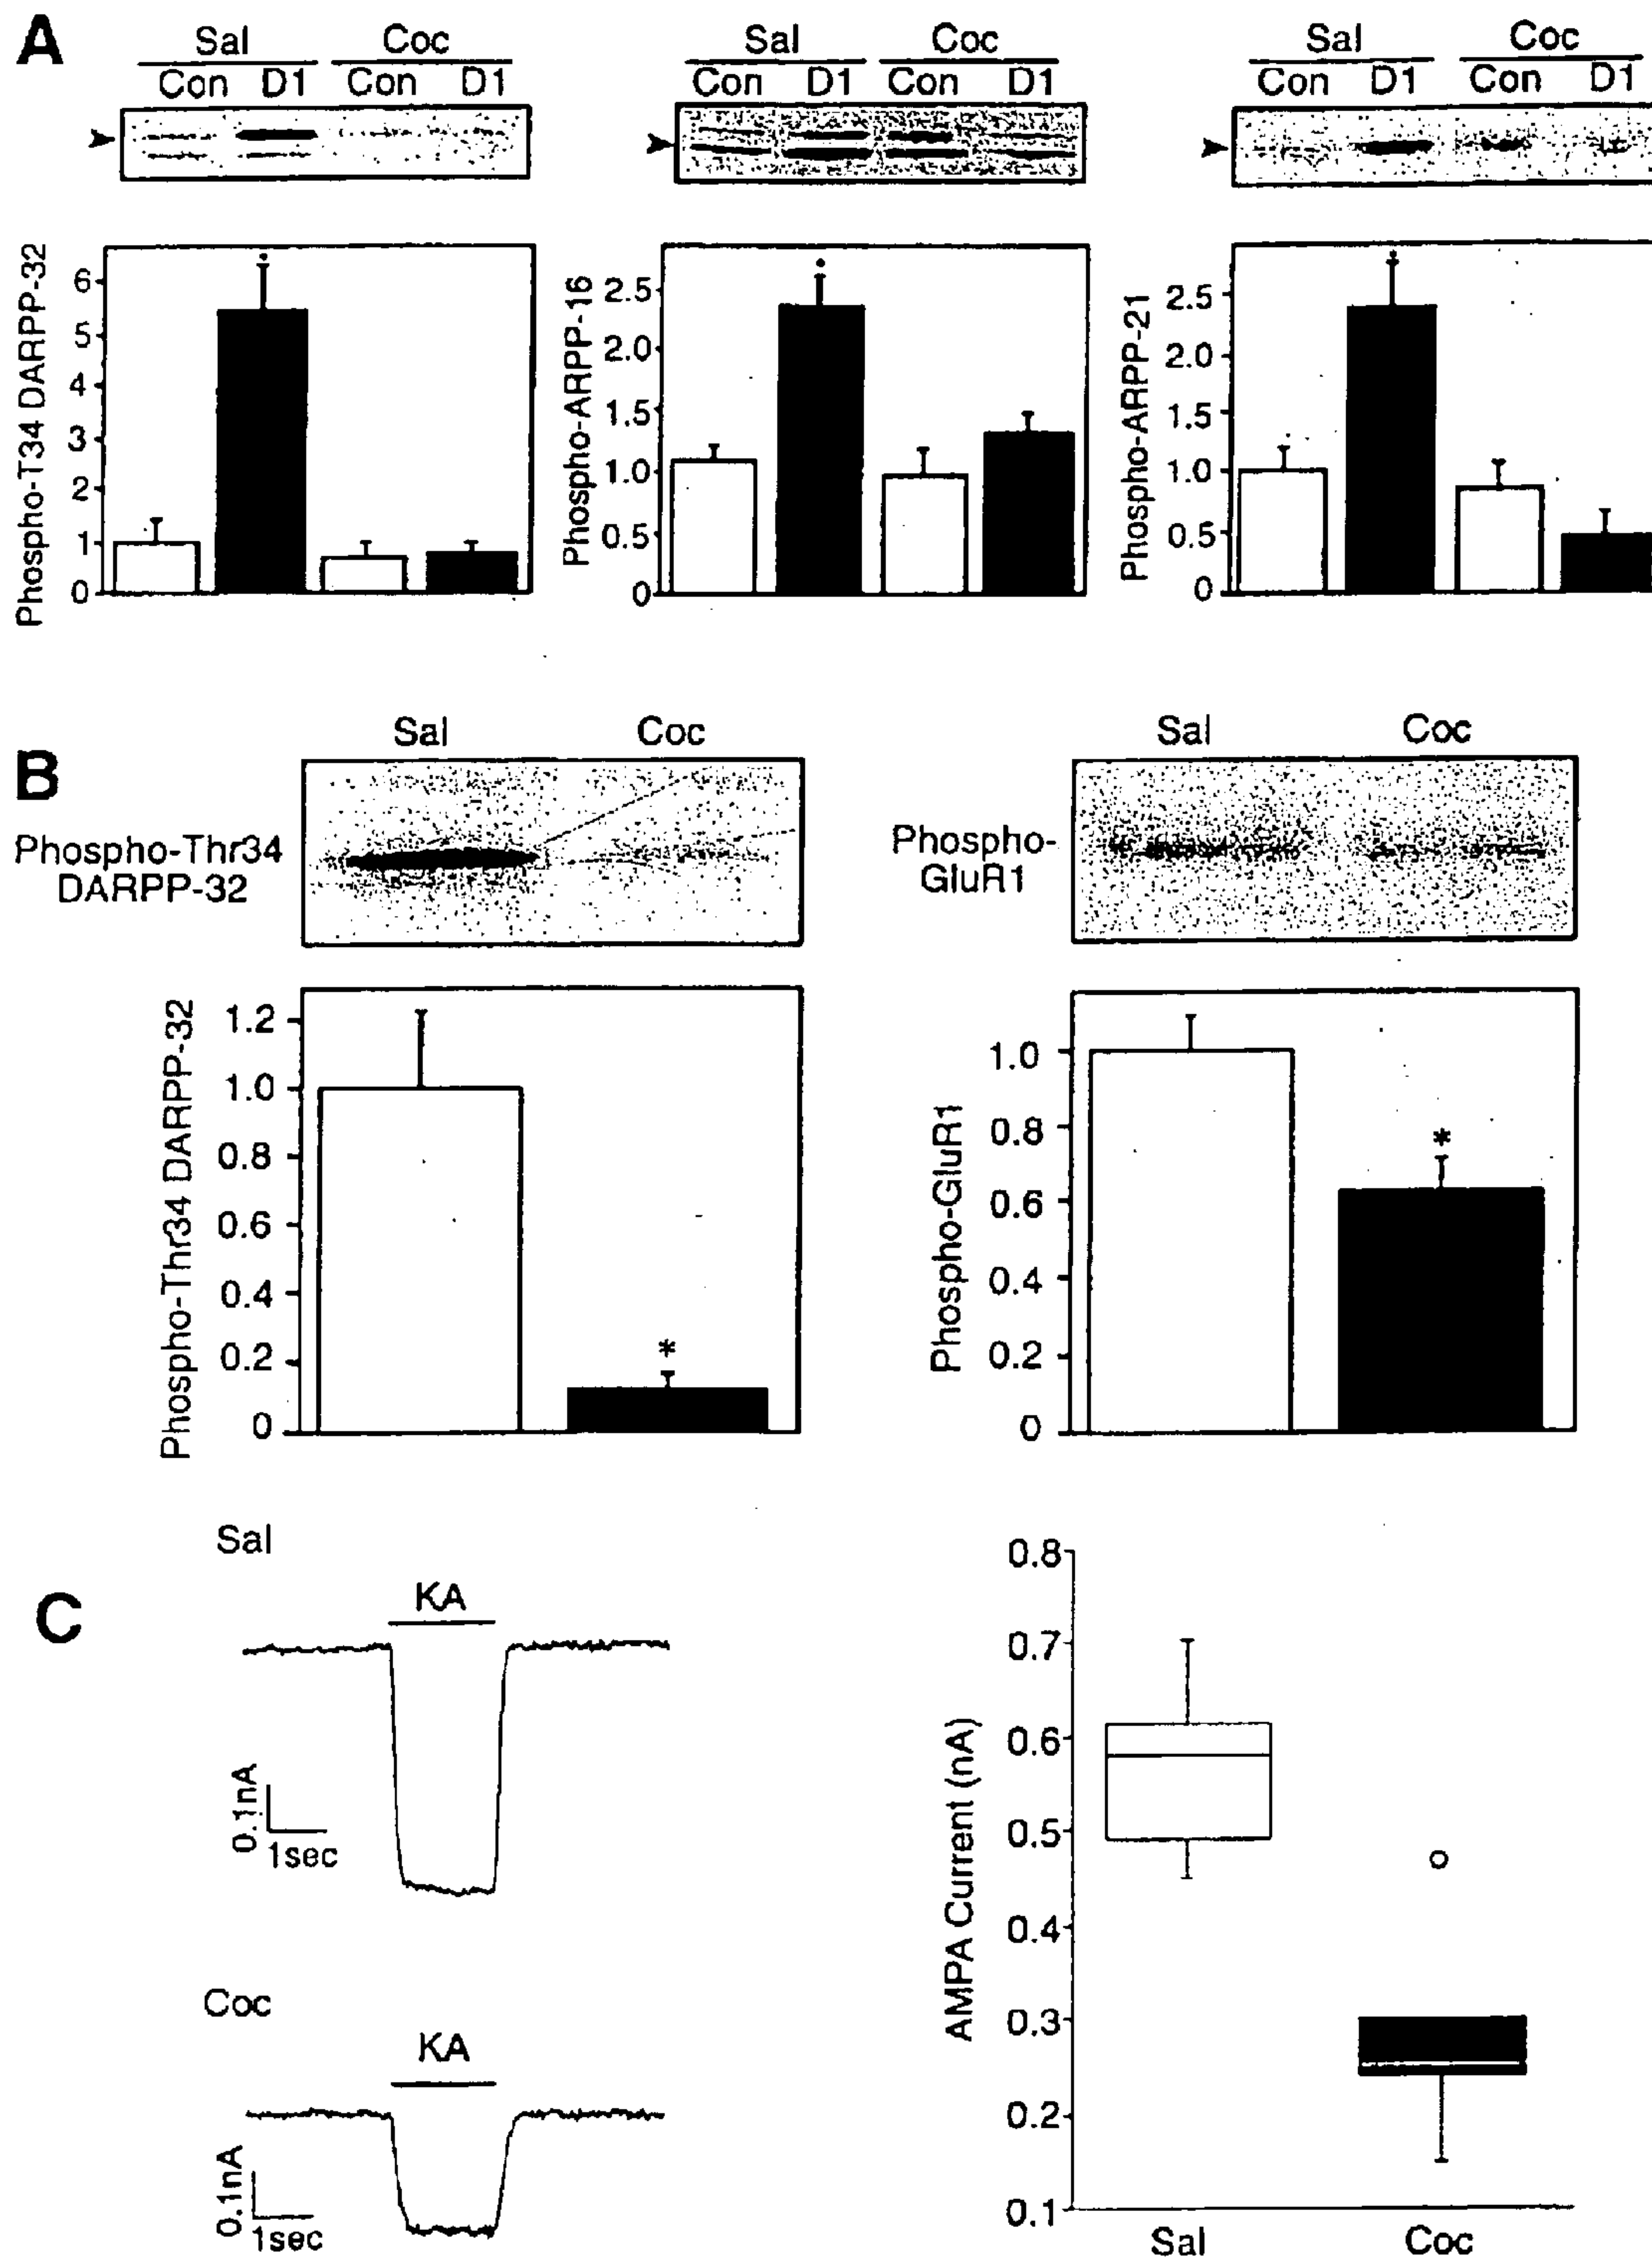 A
Sal Coc
Con D1 Con D1
Sal Coc
Con D1 Con D1
Sal Coc
Con D1 Con D1
Phospho-T34 DARPP-32
6
5
4
3
2
1
0
Phospho-ARPP-16
2.5
2.0
1.5
1.0
0.5
0
Phospho-ARPP-21
2.5
2.0
1.5
1.0
0.5
0
B
Sal Coc
Phospho-Thr34
DARPP-32
Sal Coc
Phospho-
GluR1
Phospho-Thr34 DARPP-32
1.2
1.0
0.8
0.6
0.4
0.2
0
*
Phospho-GluR1
1.0
0.8
0.6
0.4
0.2
0
*
C
Sal
KA
0.1nA
1sec
Coc
KA
0.1nA
1sec
AMPA Current (nA)
0.8
0.7
0.6
0.5
0.4
0.3
0.2
0.1
Sal Coc